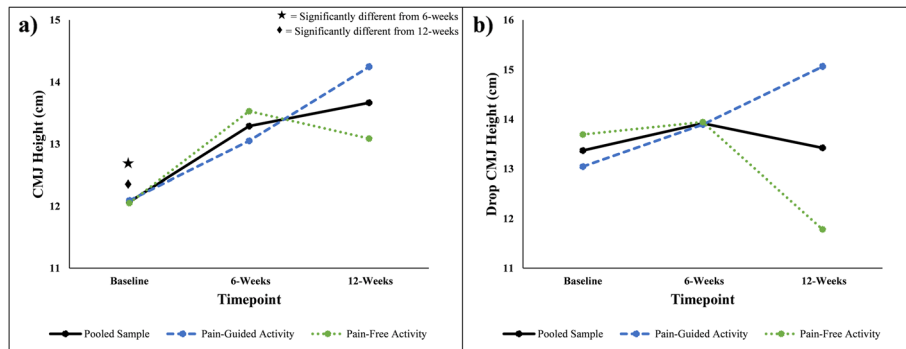 a)
★ = Significantly different from 6-weeks
♦ = Significantly different from 12-weeks
CMJ Height (cm)
15
14
13
12
11
Baseline
6-Weeks
12-Weeks
Timepoint
Pooled Sample
Pain-Guided Activity
Pain-Free Activity
b)
Drop CMJ Height (cm)
16
15
14
13
12
11
Baseline
6-Weeks
12-Weeks
Timepoint
Pooled Sample
Pain-Guided Activity
Pain-Free Activity